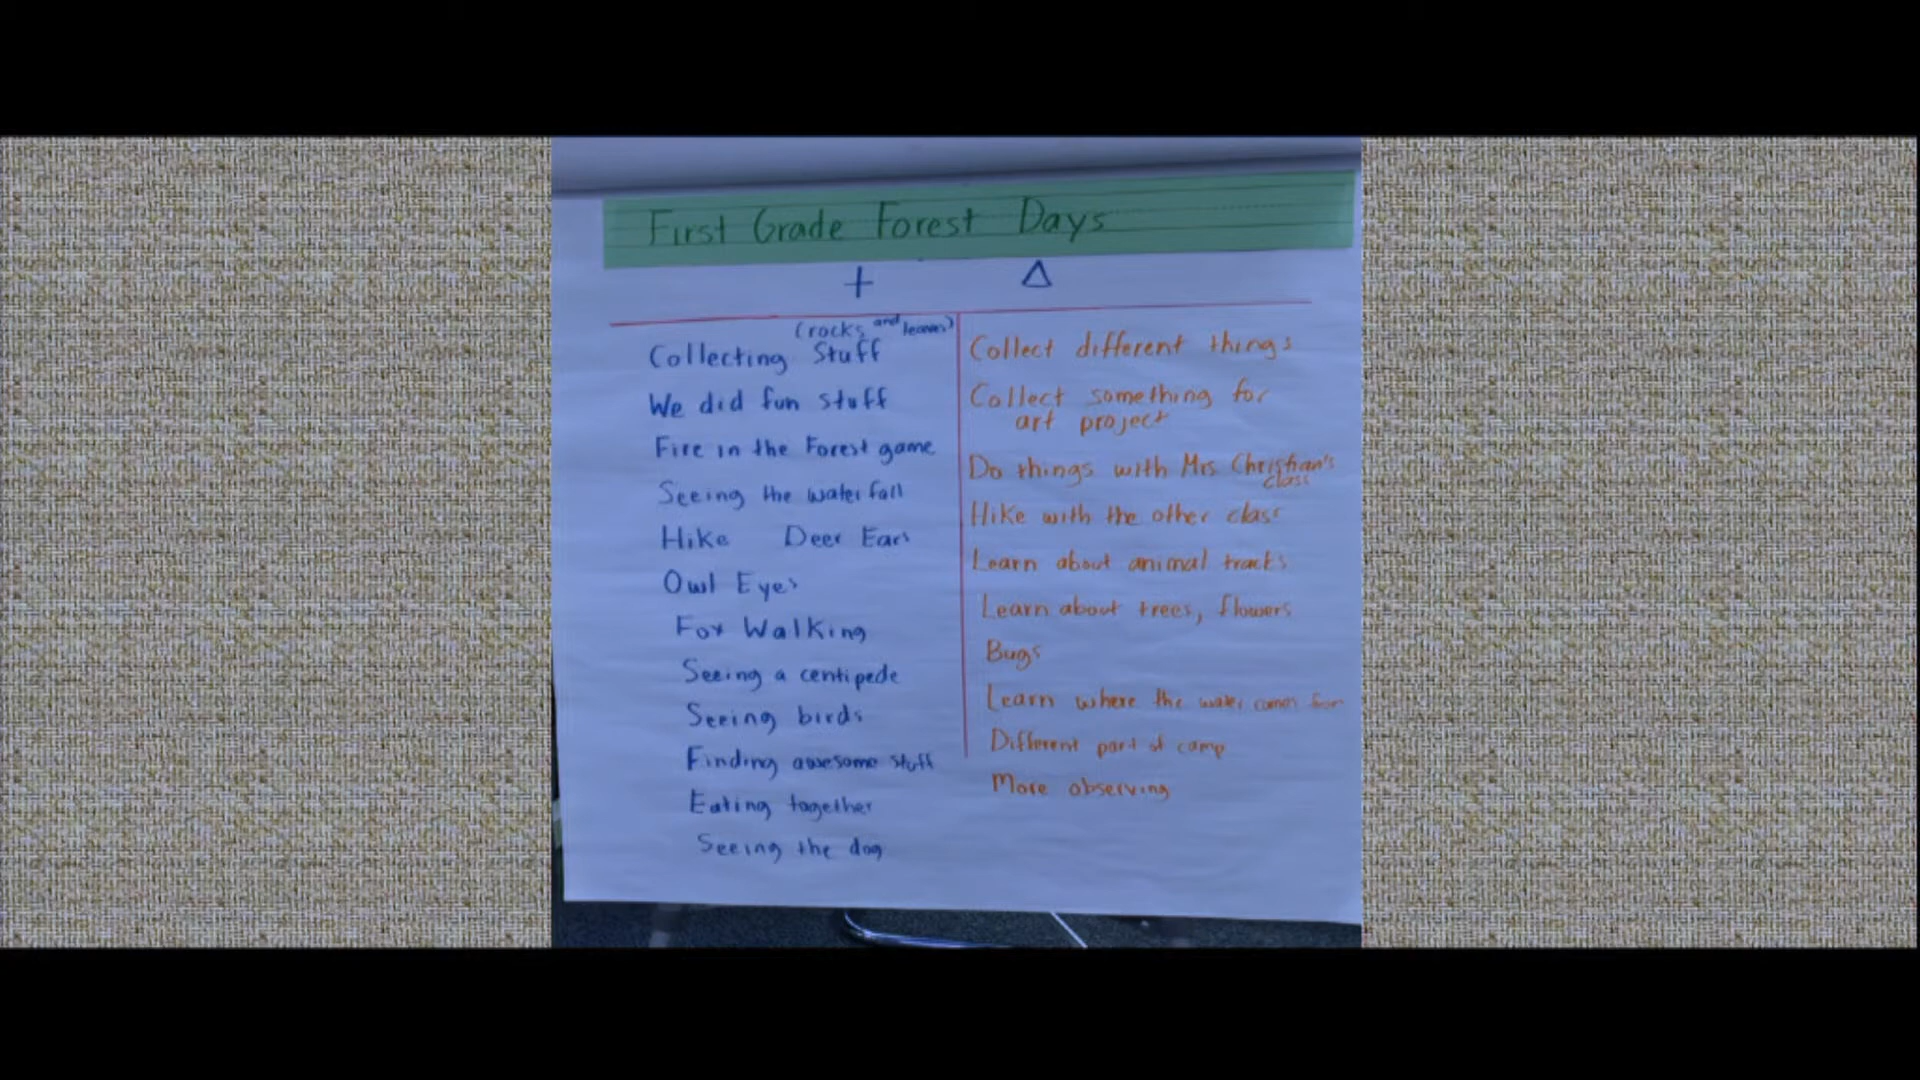 First Grade Forest Days
+
Δ
(rocks and leaves)
Collecting Stuff
We did fun stuff
Fire in the Forest game
Seeing the waterfall
Hike Deer Ears
Owl Eyes
Fox Walking
Seeing a centipede
Seeing birds
Finding awesome stuff
Eating together
Seeing the dog
Collect different things
Collect something for
art project
Do things with Mrs Christian's
class
Hike with the other class
Learn about animal tracks
Learn about trees, flowers
Bugs
Learn where the water comes from
Different part of camp
More observing